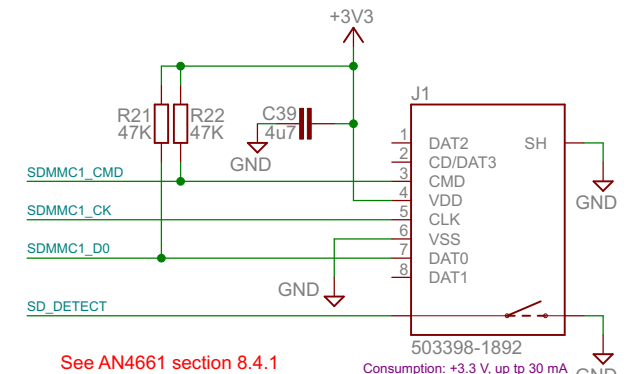 +3V3
J1
R21
47K
R22
47K
C39
4u7
GND
1
DAT2
SH
2
CD/DAT3
SDMMC1_CMD
3
CMD
4
VDD
GND
SDMMC1_CK
5
CLK
6
VSS
SDMMC1_D0
7
DAT0
8
DAT1
GND
SD_DETECT
503398-1892
See AN4661 section 8.4.1
Consumption: +3.3 V, up tp 30 mA
GND